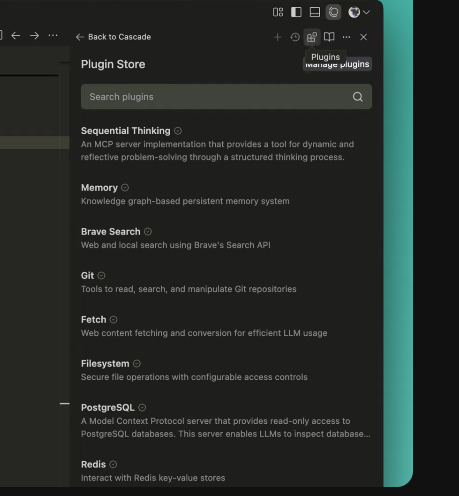 Back to Cascade
Plugins
Plugin Store
Manage plugins
Search plugins
Sequential Thinking
An MCP server implementation that provides a tool for dynamic and
reflective problem-solving through a structured thinking process.
Memory
Knowledge graph-based persistent memory system
Brave Search
Web and local search using Brave's Search API
Git
Tools to read, search, and manipulate Git repositories
Fetch
Web content fetching and conversion for efficient LLM usage
Filesystem
Secure file operations with configurable access controls
PostgreSQL
A Model Context Protocol server that provides read-only access to
PostgreSQL databases. This server enables LLMs to inspect database...
Redis
Interact with Redis key-value stores